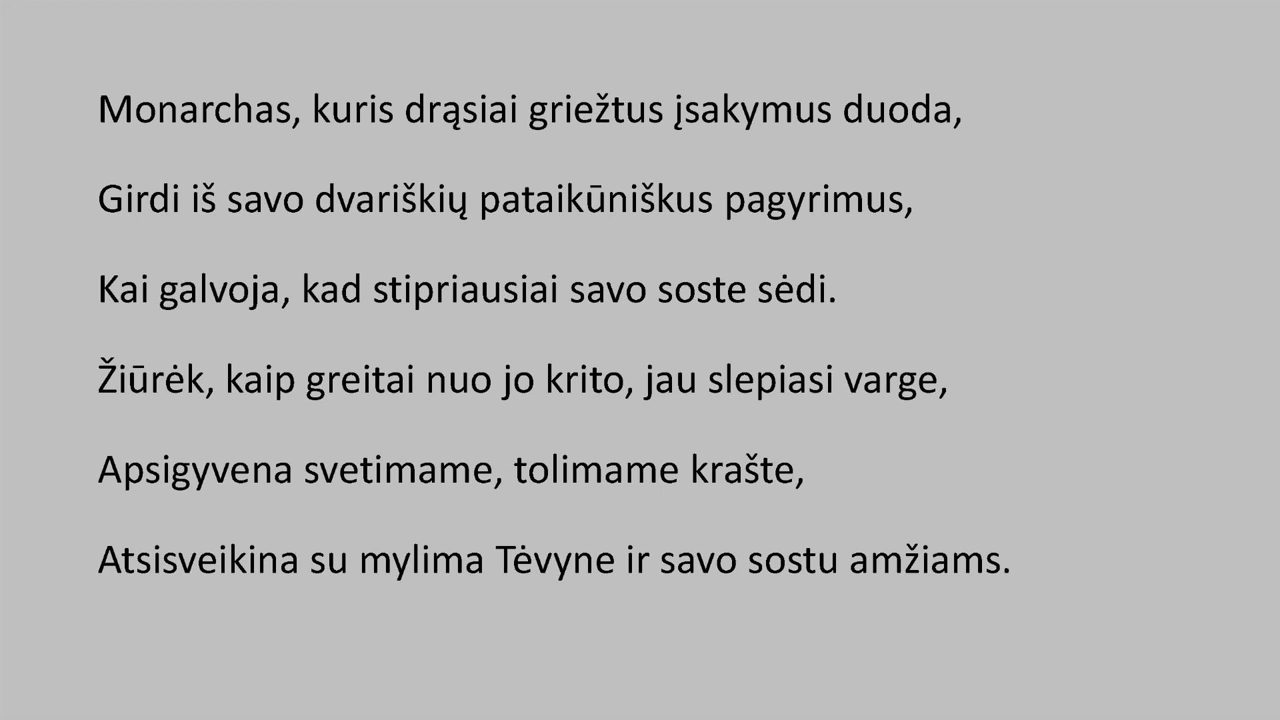 Monarchas, kuris drąsiai griežtus įsakymus duoda,
Girdi iš savo dvariškių pataikūniškus pagyrimus,
Kai galvoja, kad stipriausiai savo soste sėdi.
Žiūrėk, kaip greitai nuo jo krito, jau slepiasi varge,
Apsigyvena svetimame, tolimame krašte,
Atsisveikina su mylima Tėvyne ir savo sostu amžiams.